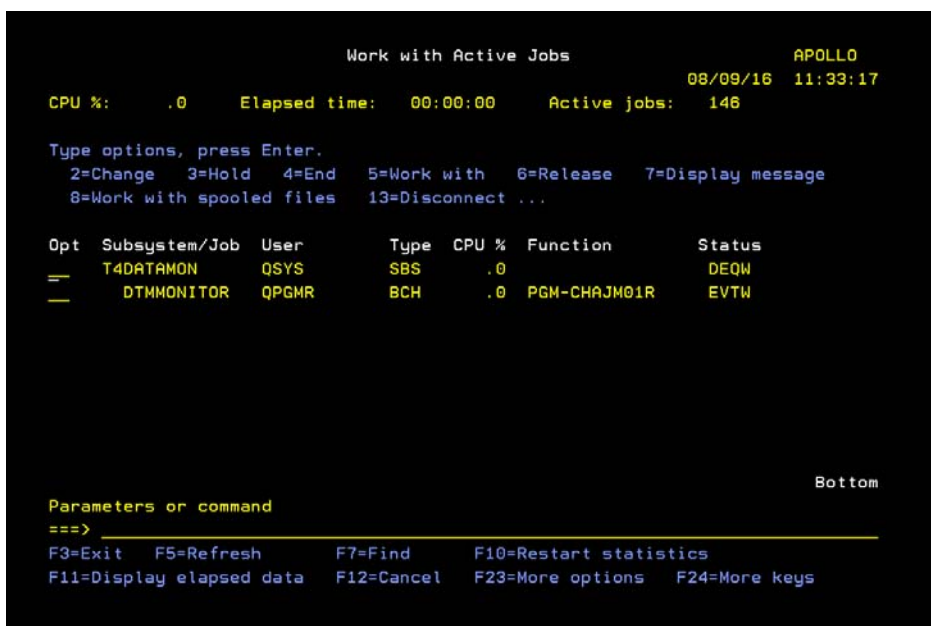 Work with Active Jobs APOLLO
08/09/16 11:33:17
CPU %: .0 Elapsed time: 00:00:00 Active jobs: 146
Type options, press Enter.
2=Change 3=Hold 4=End 5=Work with 6=Release 7=Display message
8=Work with spooled files 13=Disconnect ...
Opt Subsystem/Job User Type CPU % Function Status
__ T4DATAMON QSYS SBS .0 DEQW
__ DTMMONITOR QPGMR BCH .0 PGM-CHAJM01R EVTW
Bottom
Parameters or command
===>
F3=Exit F5=Refresh F7=Find F10=Restart statistics
F11=Display elapsed data F12=Cancel F23=More options F24=More keys